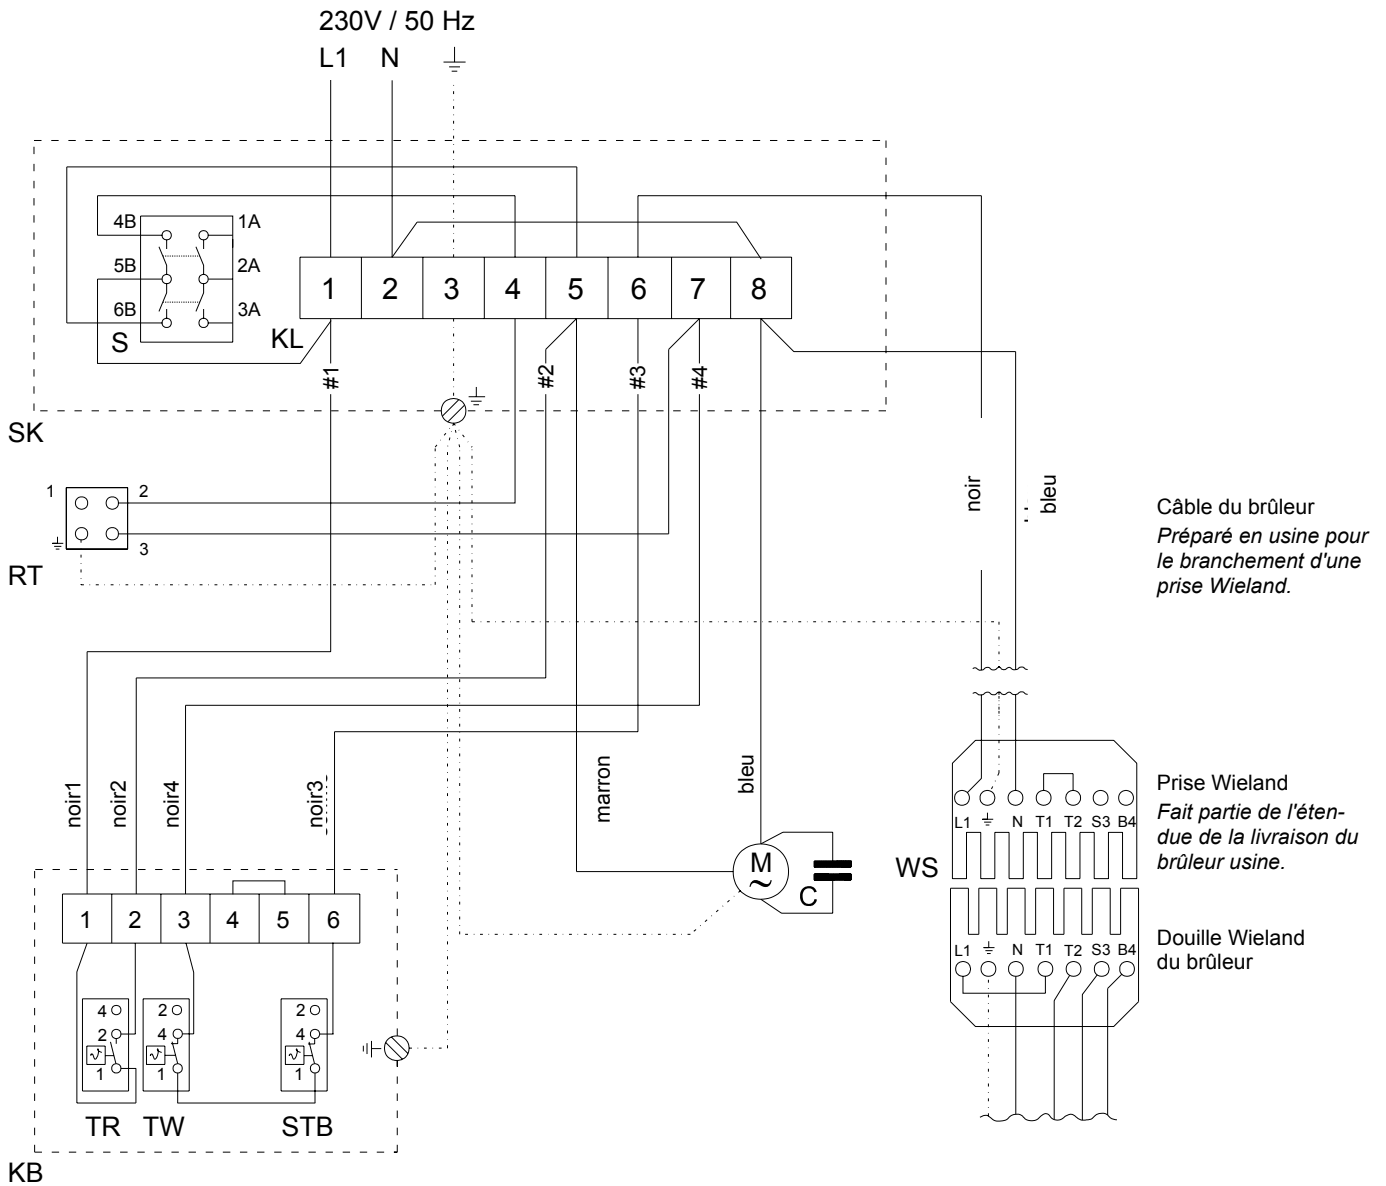 230V / 50 Hz
L1 N
4B 1A
5B 2A
6B 3A
S
KL
1 2 3 4 5 6 7 8
#1 #2 #3 #4
SK
1 2
3
RT
noir
bleu
Câble du brûleur
Préparé en usine pour
le branchement d'une
prise Wieland.
noir1
noir2
noir4
noir3
marron
bleu
M
~
C
WS
L1 N T1 T2 S3 B4
Prise Wieland
Fait partie de l'éten-
due de la livraison du
brûleur usine.
L1 N T1 T2 S3 B4
Douille Wieland
du brûleur
1 2 3 4 5 6
4 2 2
2 4 4
1 1 1
TR TW STB
KB